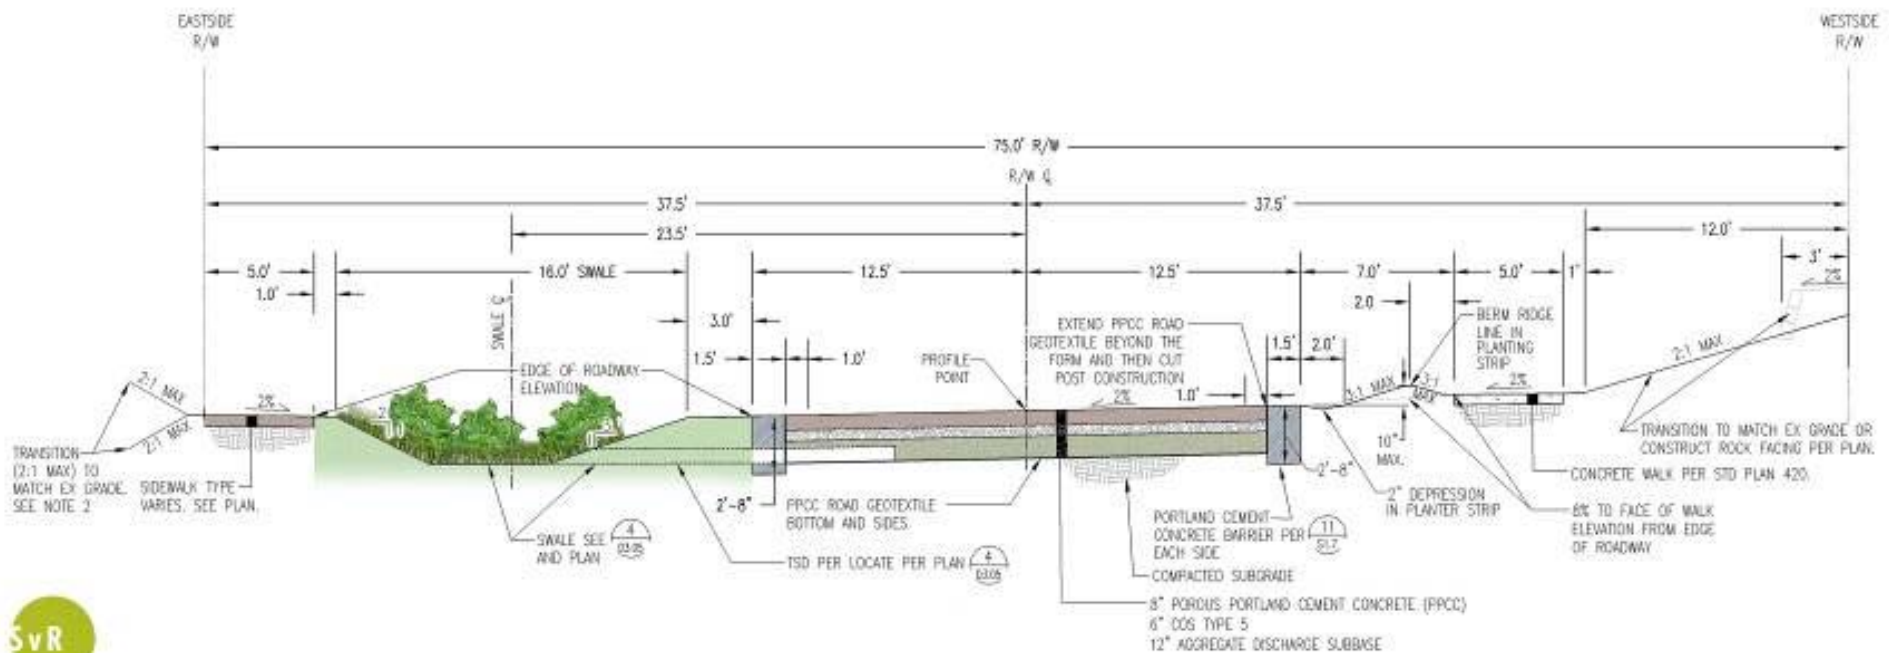 EASTSIDE
R/W
WESTSIDE
R/W
75.0' R/W
R/W ℄
37.5'
37.5'
23.5'
12.0'
5.0'
16.0' SWALE
12.5'
12.5'
7.0'
5.0'
1'
3'
2%
1.0'
SWALE ℄
3.0'
2.0
1.5'
1.0'
EDGE OF ROADWAY
ELEVATION
PROFILE
POINT
EXTEND PPCC ROAD
GEOTEXTILE BEYOND THE
FORM AND THEN CUT
POST CONSTRUCTION
1.0'
1.5'
2.0'
BERM RIDGE
LINE IN
PLANTING
STRIP
2:1 MAX
2:1 MAX
2:1 MAX
2%
2%
2%
3:1 MAX
3:1
MAX
10"
MAX.
TRANSITION
(2:1 MAX) TO
MATCH EX GRADE.
SEE NOTE 2
SIDEWALK TYPE
VARIES, SEE PLAN.
2'-8"
2'-8"
PPCC ROAD GEOTEXTILE
BOTTOM AND SIDES
SWALE SEE
AND PLAN
4
D3.05
TSD PER LOCATE PER PLAN
4
D3.05
PORTLAND CEMENT
CONCRETE BARRIER PER
EACH SIDE
11
2" DEPRESSION
IN PLANTER STRIP
TRANSITION TO MATCH EX GRADE OR
CONSTRUCT ROCK FACING PER PLAN.
CONCRETE WALK PER STD PLAN 420.
8% TO FACE OF WALK
ELEVATION FROM EDGE
OF ROADWAY
COMPACTED SUBGRADE
8" POROUS PORTLAND CEMENT CONCRETE (PPCC)
6" COS TYPE 5
12" AGGREGATE DISCHARGE SUBBASE
SvR